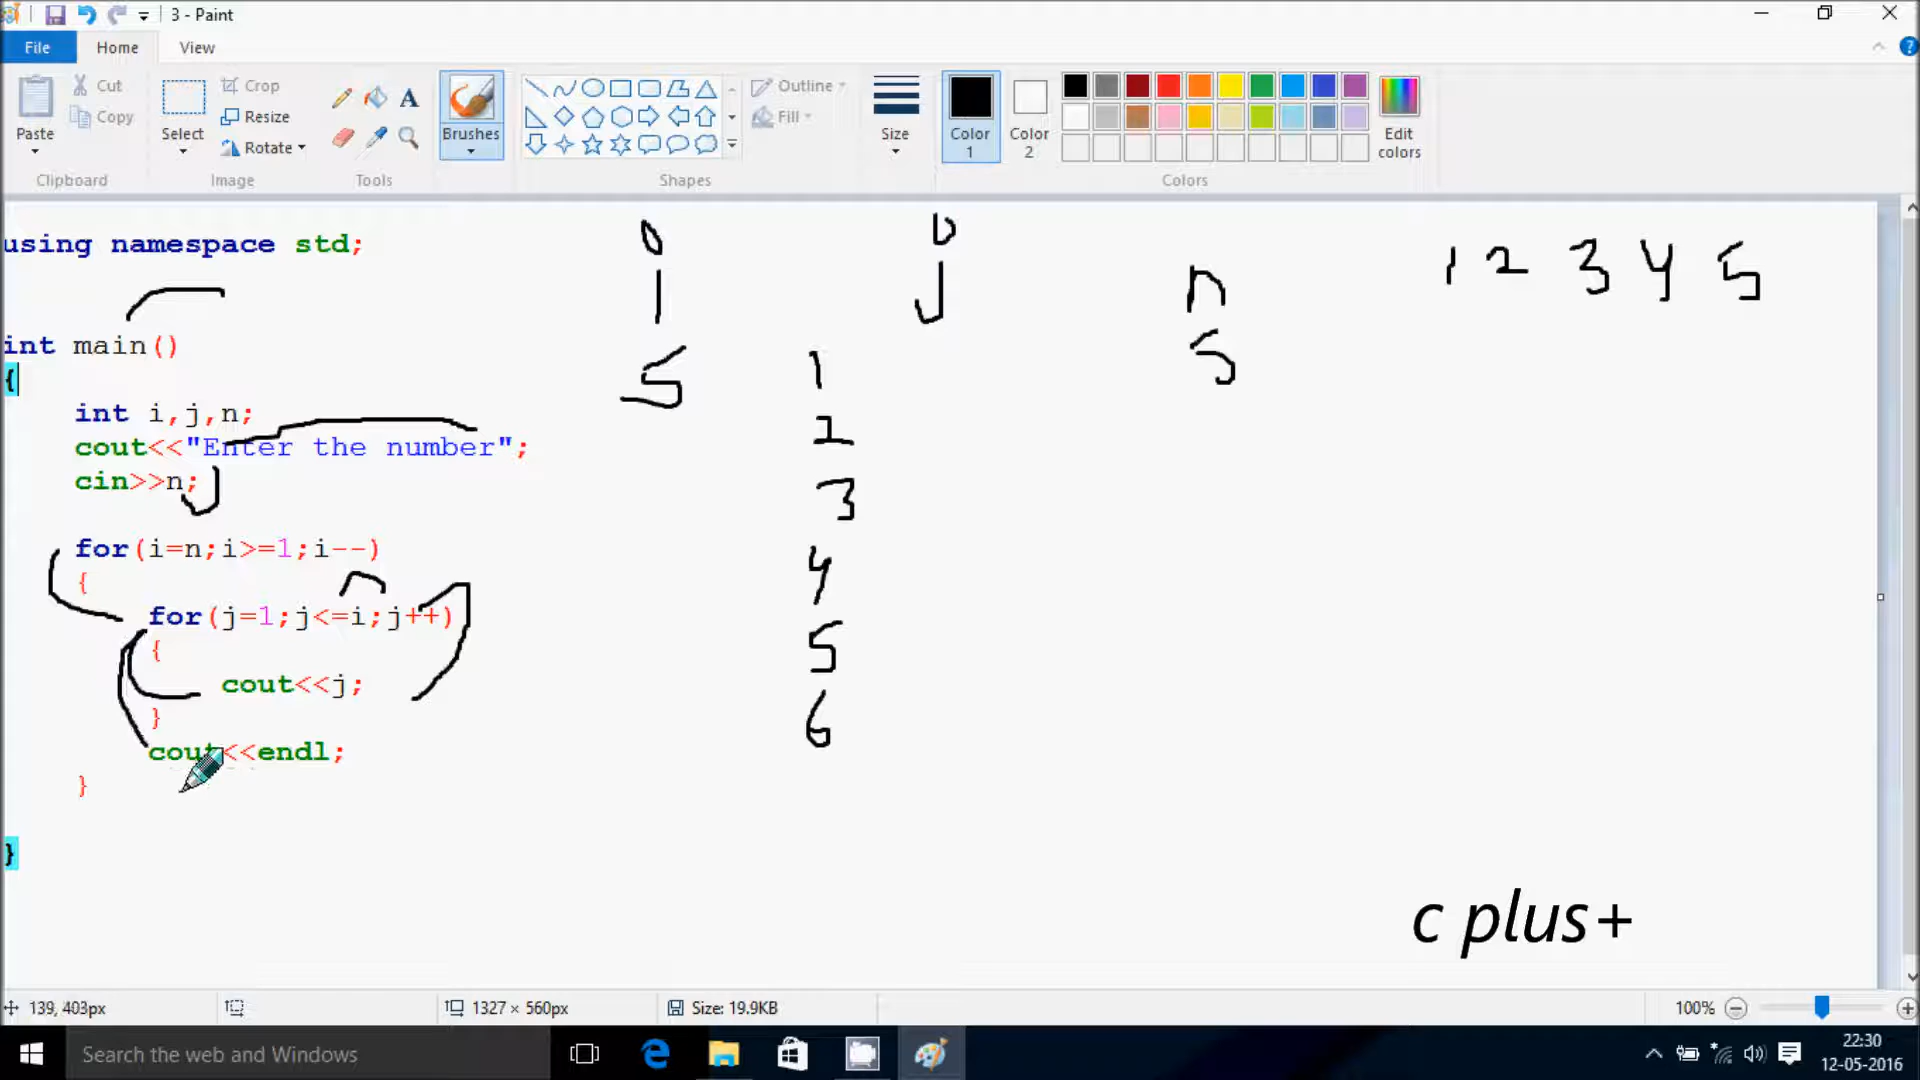 3 - Paint
File Home View
Paste
Cut
Copy
Clipboard
Select
Crop
Resize
Rotate
Image
Tools
Brushes
Shapes
Outline
Fill
Size
Color 1
Color 2
Edit colors
Colors
using namespace std;
int main()
{
int i,j,n;
cout<<"Enter the number";
cin>>n;
for(i=n;i>=1;i--)
{
for(j=1;j<=i;j++)
{
cout<<j;
}
cout<<endl;
}
}
0 0
J n
5 5
1
2
3
4
5
6
1 2 3 4 5
c plus+
139, 403px
1327 × 560px
Size: 19.9KB
100%
Search the web and Windows
22:30
12-05-2016